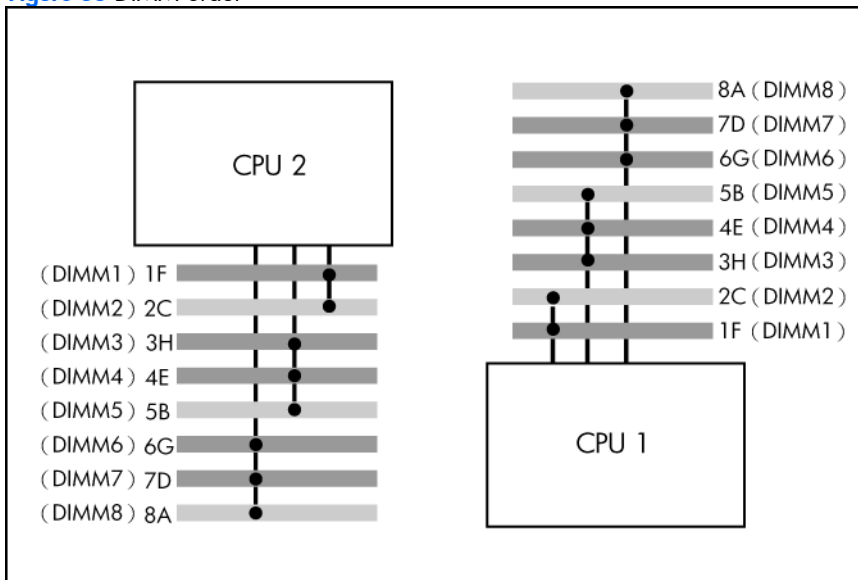 Figure DIMM order
CPU 2
(DIMM1) 1F
(DIMM2) 2C
(DIMM3) 3H
(DIMM4) 4E
(DIMM5) 5B
(DIMM6) 6G
(DIMM7) 7D
(DIMM8) 8A
8A (DIMM8)
7D (DIMM7)
6G(DIMM6)
5B (DIMM5)
4E (DIMM4)
3H (DIMM3)
2C (DIMM2)
1F (DIMM1)
CPU 1